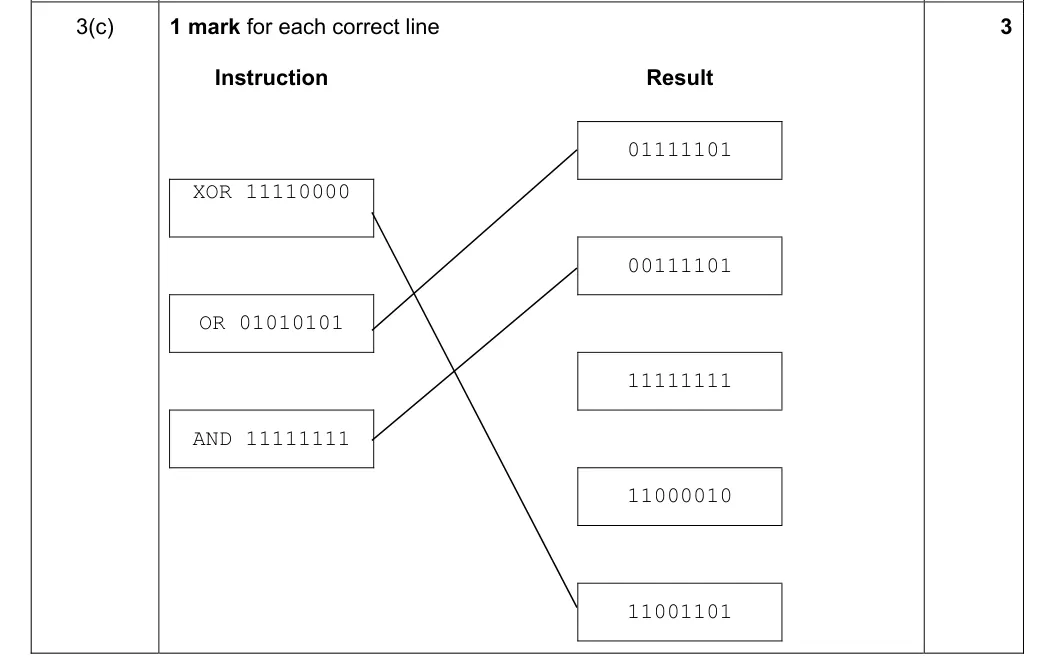 3(c) 1 mark for each correct line 3
Instruction Result
01111101
XOR 11110000
00111101
OR 01010101
11111111
AND 11111111
11000010
11001101